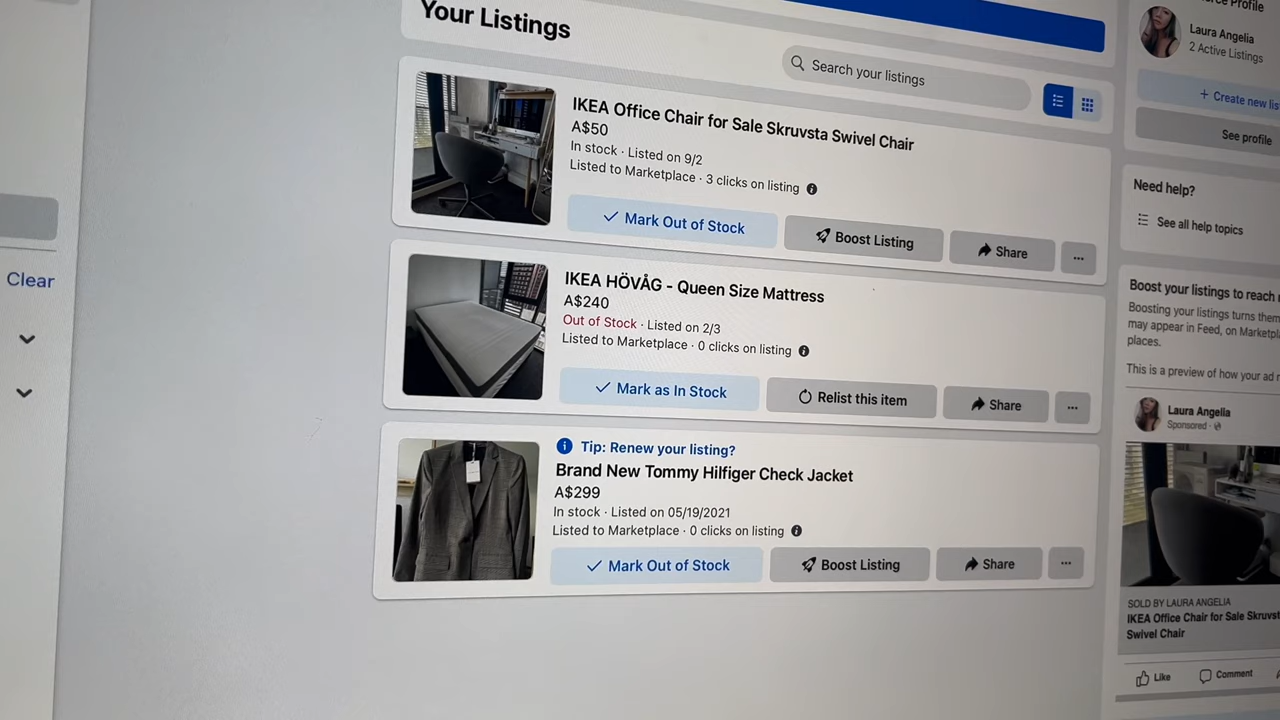 Your Listings
Search your listings
IKEA Office Chair for Sale Skruvsta Swivel Chair
A$50
In stock · Listed on 9/2
Listed to Marketplace · 3 clicks on listing
Mark Out of Stock
Boost Listing
Share
IKEA HÖVÅG - Queen Size Mattress
A$240
Out of Stock · Listed on 2/3
Listed to Marketplace · 0 clicks on listing
Mark as In Stock
Relist this item
Share
Tip: Renew your listing?
Brand New Tommy Hilfiger Check Jacket
A$299
In stock · Listed on 05/19/2021
Listed to Marketplace · 0 clicks on listing
Mark Out of Stock
Boost Listing
Share
Clear
Profile
Laura Angelia
2 Active Listings
+ Create new
See profile
Need help?
See all help topics
Boost your listings to reach
Boosting your listings turns them
may appear in Feed, on
places.
This is a preview of how your ad
Laura Angelia
Sponsored ·
SOLD BY LAURA ANGELIA
IKEA Office Chair for Sale
Swivel Chair
Like
Comment